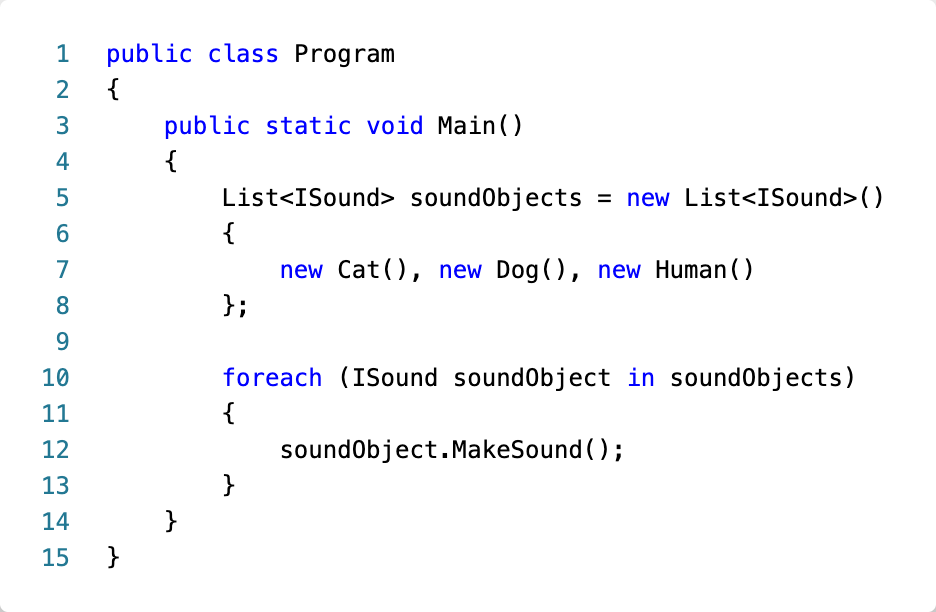 1 public class Program
2 {
3     public static void Main()
4     {
5         List<ISound> soundObjects = new List<ISound>()
6         {
7             new Cat(), new Dog(), new Human()
8         };
9
10         foreach (ISound soundObject in soundObjects)
11         {
12             soundObject.MakeSound();
13         }
14     }
15 }